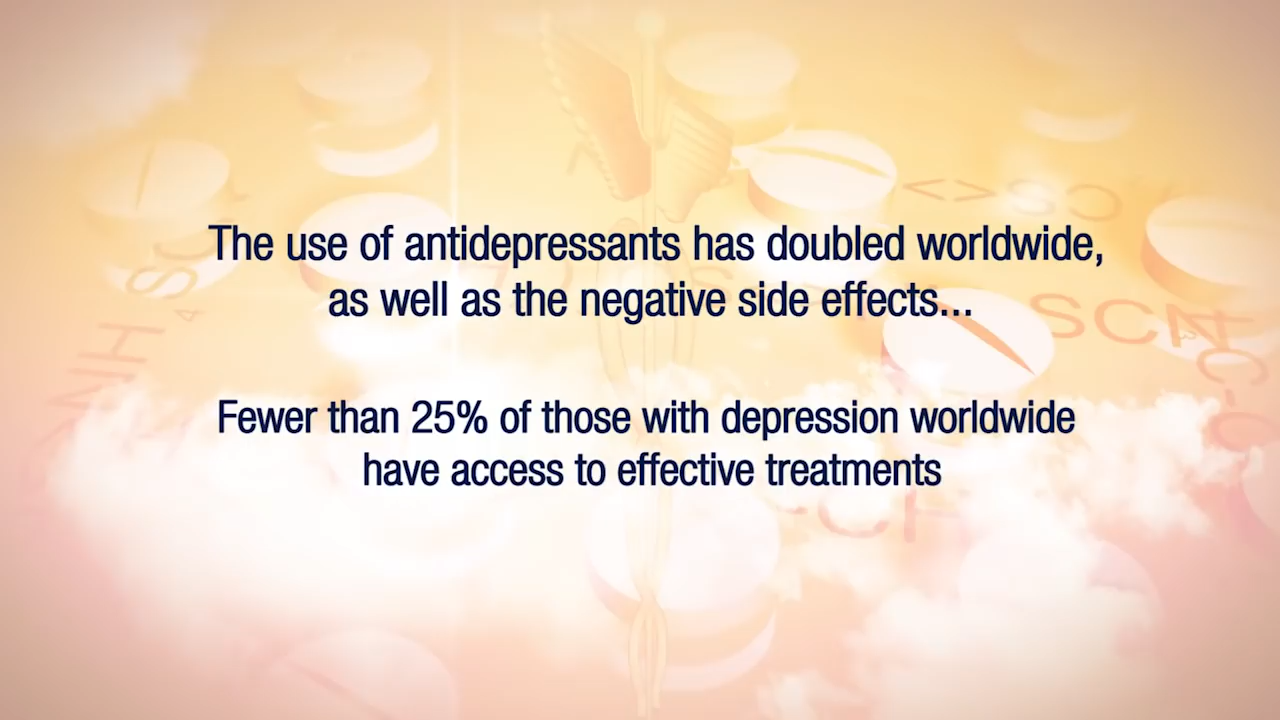 The use of antidepressants has doubled worldwide,
as well as the negative side effects...
Fewer than 25% of those with depression worldwide
have access to effective treatments